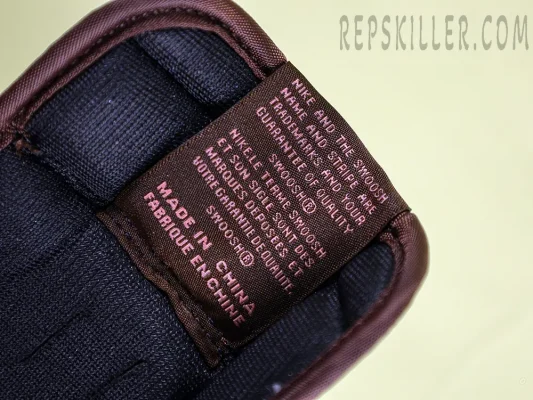 REPSKILLER.COM
NIKE AND THE SWOOSH
NAME AND STRIPE ARE
TRADEMARKS AND YOUR
GUARANTEE OF QUALITY
SWOOSH®
NIKE,LE TERME SWOOSH
ET SON SIGLE SONT DES
MARQUES DEPOSEES ET
VOTRE GARANTIE DEQUALITE.
SWOOSH®
MADE IN CHINA
FABRIQUE EN CHINE